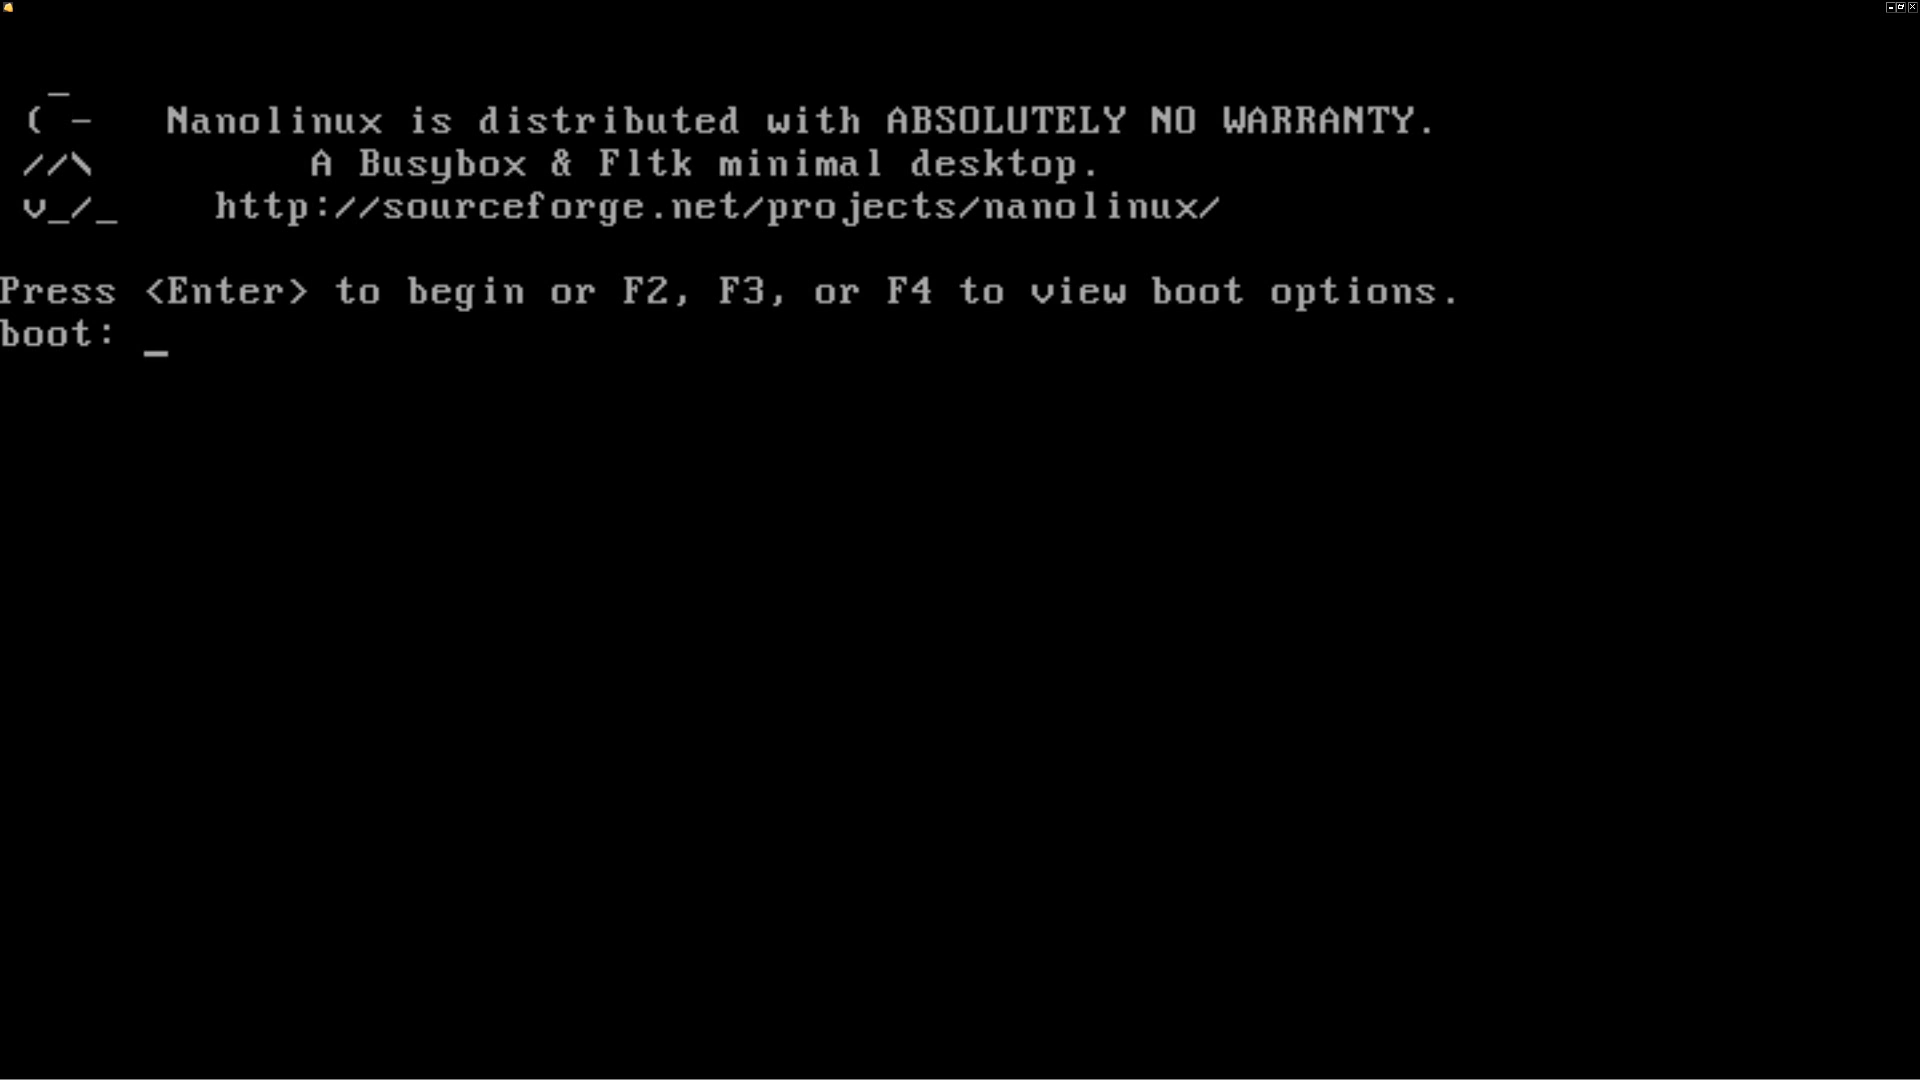 _
 ( -   Nanolinux is distributed with ABSOLUTELY NO WARRANTY.
 //\         A Busybox & Fltk minimal desktop.
 v_/_    http://sourceforge.net/projects/nanolinux/
Press <Enter> to begin or F2, F3, or F4 to view boot options.
boot: _